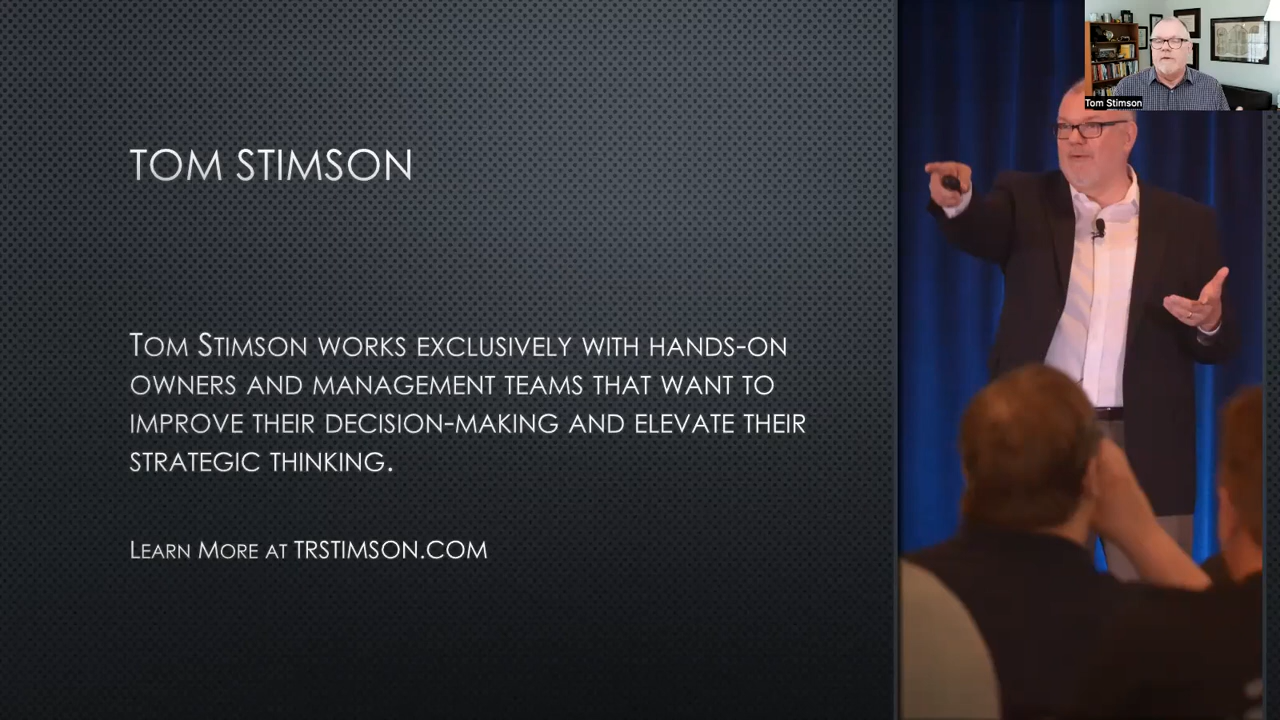 Tom Stimson
TOM STIMSON
TOM STIMSON WORKS EXCLUSIVELY WITH HANDS-ON
OWNERS AND MANAGEMENT TEAMS THAT WANT TO
IMPROVE THEIR DECISION-MAKING AND ELEVATE THEIR
STRATEGIC THINKING.
LEARN MORE AT TRSTIMSON.COM